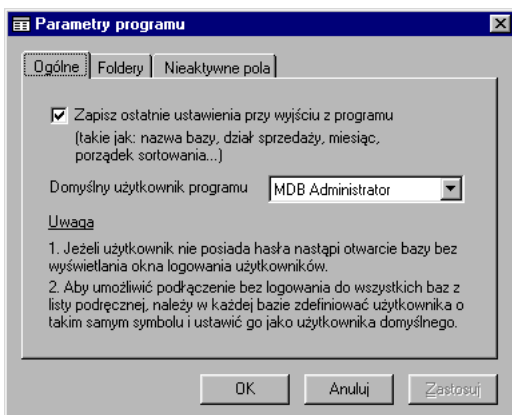 Parametry programu
Ogólne Foldery Nieaktywne pola
Zapisz ostatnie ustawienia przy wyjściu z programu
(takie jak: nazwa bazy, dział sprzedaży, miesiąc,
porządek sortowania...)
Domyślny użytkownik programu MDB Administrator
Uwaga
1. Jeżeli użytkownik nie posiada hasła nastąpi otwarcie bazy bez
wyświetlania okna logowania użytkowników.
2. Aby umożliwić podłączenie bez logowania do wszystkich baz z
listy podręcznej, należy w każdej bazie zdefiniować użytkownika o
takim samym symbolu i ustawić go jako użytkownika domyślnego.
OK Anuluj Zastosuj